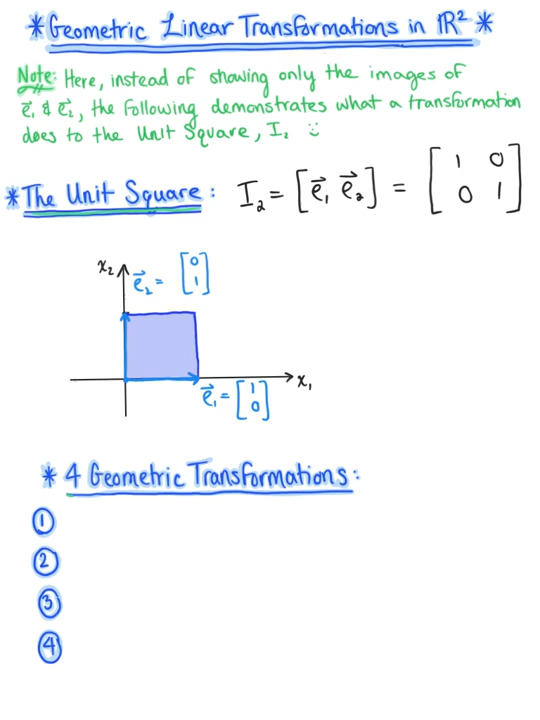 *Geometric Linear Transformations in ℝ² *
Note: Here, instead of showing only the images of
e⃗₁ & e⃗₂, the following demonstrates what a transformation
does to the Unit Square, I₂ ツ
*The Unit Square: I₂ = [e⃗₁ e⃗₂] = [1 0
0 1]
x₂ e⃗₂ = [0
1]
x₁
e⃗₁ = [1
0]
* 4 Geometric Transformations:
①
②
③
④